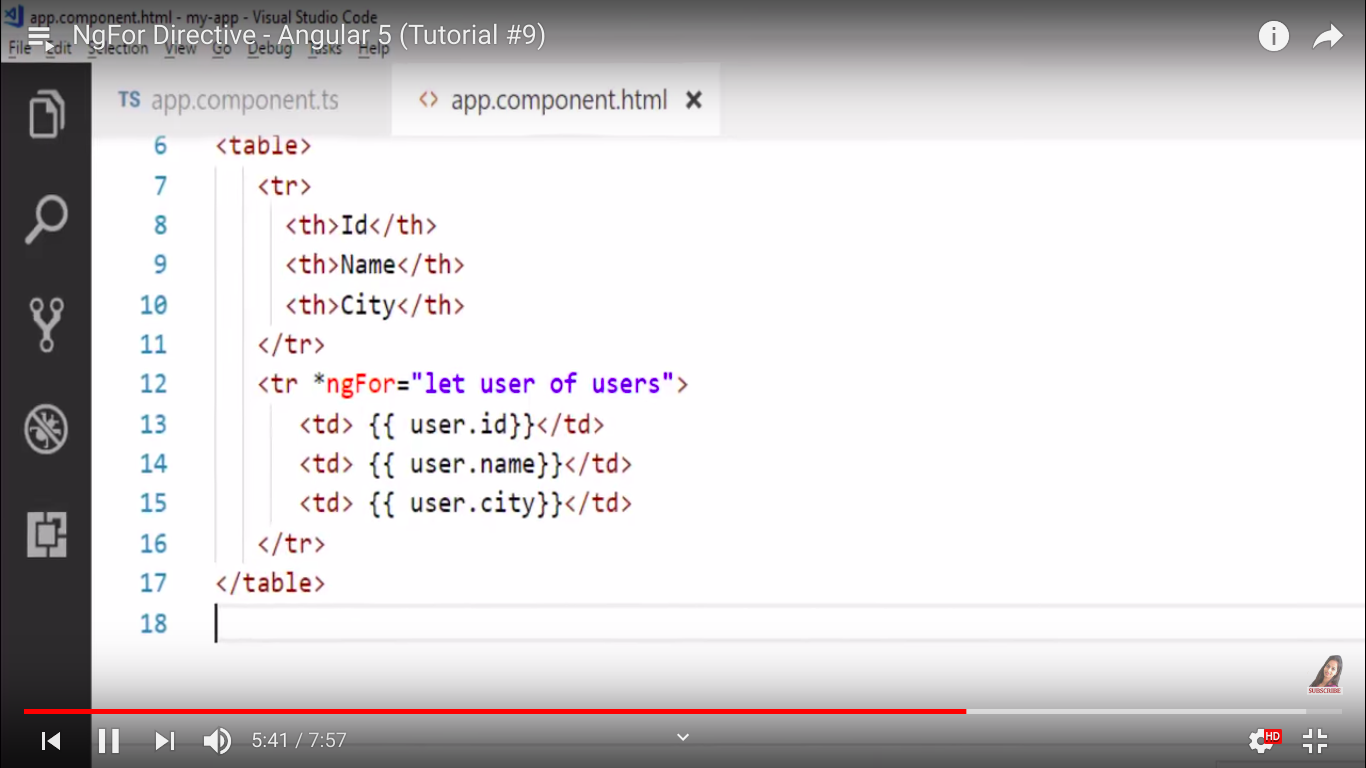 app.component.html - my-app - Visual Studio Code
NgFor Directive - Angular 5 (Tutorial #9)
File Edit Selection View Go Debug Tasks Help
TS app.component.ts
<> app.component.html ×
6 <table>
7 <tr>
8 <th>Id</th>
9 <th>Name</th>
10 <th>City</th>
11 </tr>
12 <tr *ngFor="let user of users">
13 <td> {{ user.id}}</td>
14 <td> {{ user.name}}</td>
15 <td> {{ user.city}}</td>
16 </tr>
17 </table>
18
SUBSCRIBE
5:41 / 7:57
HD